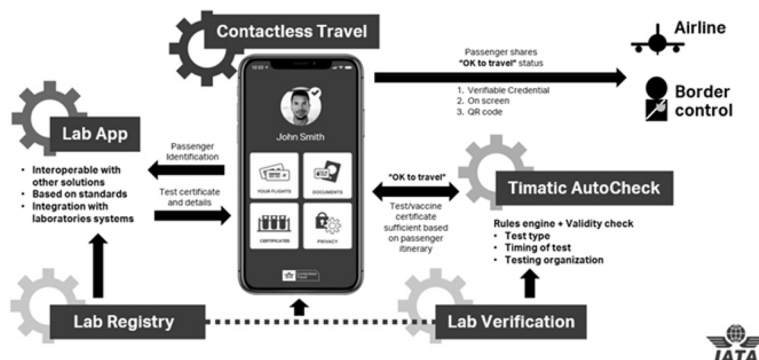 Contactless Travel
Passenger shares
"OK to travel" status
1. Verifiable Credential
2. On screen
3. QR code
Airline
Border
control
Lab App
• Interoperable with
other solutions
• Based on standards
• Integration with
laboratories systems
Passenger
Identification
Test certificate
and details
John Smith
YOUR FLIGHTS
DOCUMENTS
CERTIFICATES
PRIVACY
"OK to travel"
Test/vaccine
certificate
sufficient based
on passenger
itinerary
Timatic AutoCheck
Rules engine + Validity check
• Test type
• Timing of test
• Testing organization
Lab Registry
Lab Verification
IATA